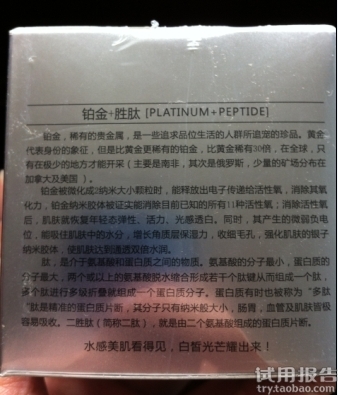 铂金+胜肽 [PLATINUM+PEPTIDE]
铂金，稀有的贵金属，是一些追求品位生活的人群所追宠的珍品。黄金
代表身份的象征，但是比黄金更稀有的铂金，比黄金稀有30倍，在全球，只
有在极少的地方才能开采（主要是南非，其次是俄罗斯，少量的矿场分布在
加拿大及美国）。
铂金被微化成2纳米大小颗粒时，能释放出电子传递给活性氧，消除其氧
化力，铂金纳米胶体被证实能消除目前已知的所有11种活性氧；消除活性氧
后，肌肤就恢复年轻态弹性、活力、光感透白。同时，其产生的微弱负电
位，能吸住肌肤中的水分，增长角质层保湿力，收细毛孔，强化肌肤的银子
纳米胶体，使肌肤达到通透双倍水润。
肽，是介于氨基酸和蛋白质之间的物质。氨基酸的分子最小，蛋白质的
分子最大，两个或以上的氨基酸脱水缩合形成若干个肽键从而组成一个肽，
多个肽进行多级折叠就组成一个蛋白质分子。蛋白质有时也被称为“多肽
”肽是精准的蛋白质片断，其分子只有纳米般大小，肠胃，血管及肌肤皆极
容易吸收。二胜肽（简称二肽），就是由二个氨基酸组成的蛋白质片断。
水感美肌看得见，白皙光芒耀出来！
试用报告
try.taobao.com